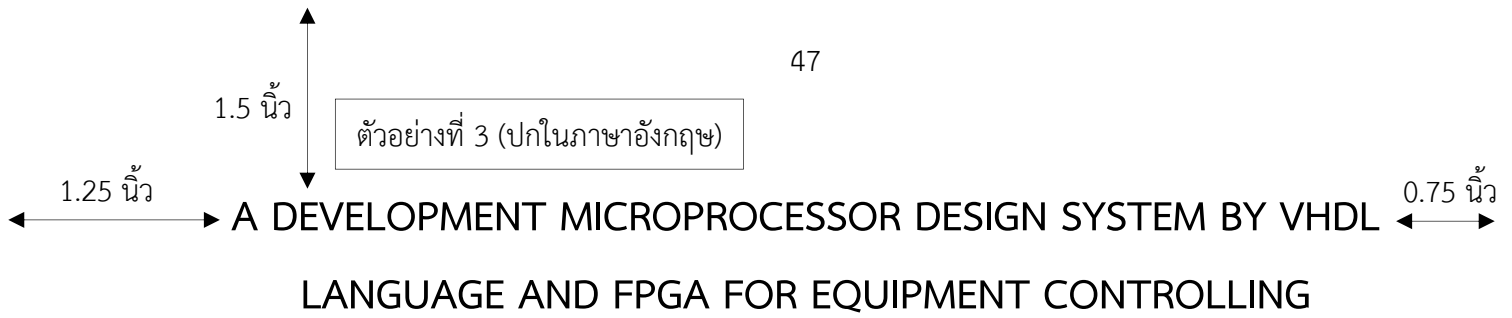 47
1.5 นิ้ว
ตัวอย่างที่ 3 (ปกในภาษาอังกฤษ)
1.25 นิ้ว
0.75 นิ้ว
A DEVELOPMENT MICROPROCESSOR DESIGN SYSTEM BY VHDL
LANGUAGE AND FPGA FOR EQUIPMENT CONTROLLING